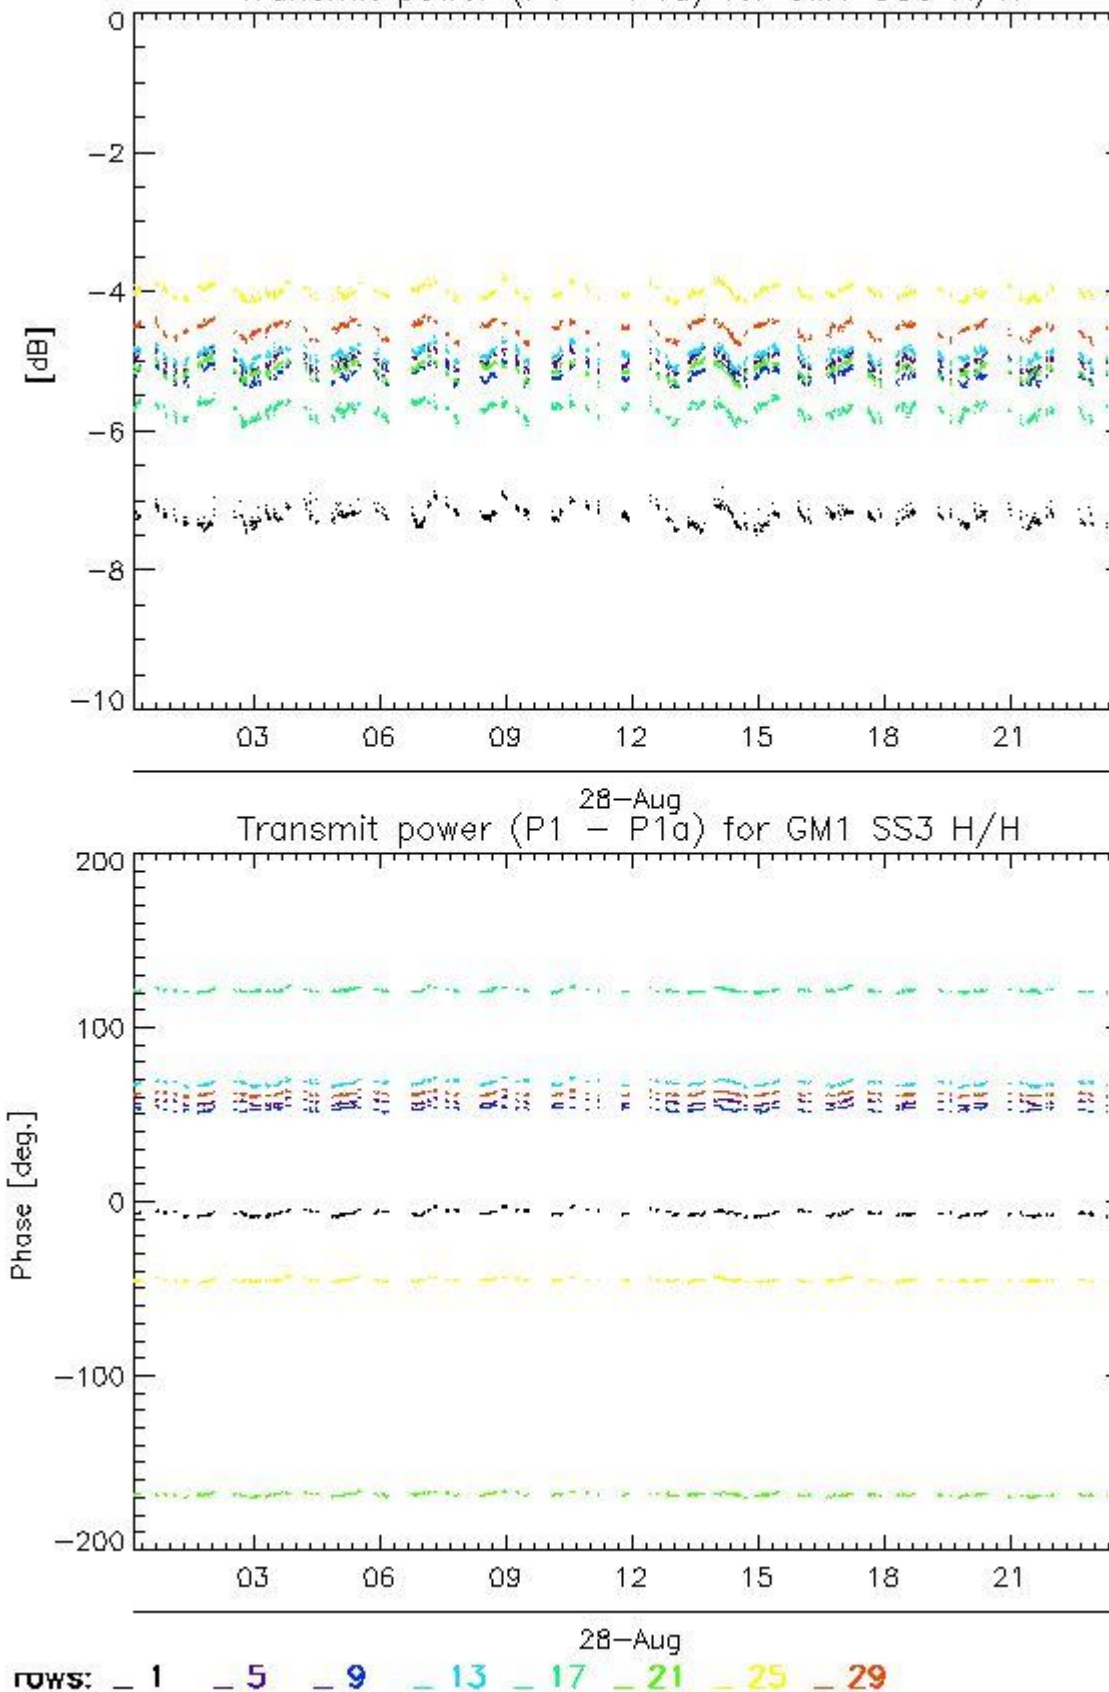 0
−2
−4
−6
−8
−10
[dB]
03 06 09 12 15 18 21
28−Aug
Transmit power (P1 − P1a) for GM1 SS3 H/H
200
100
0
−100
−200
Phase [deg.]
03 06 09 12 15 18 21
28−Aug
rows: _ 1 _ 5 _ 9 _ 13 _ 17 _ 21 _ 25 _ 29